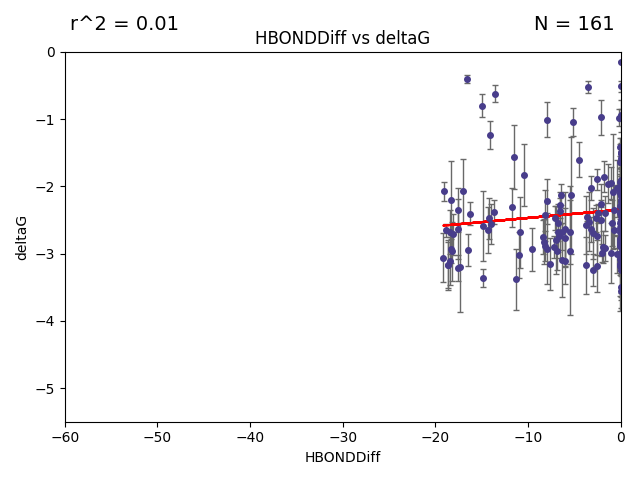 r^2 = 0.01
N = 161
HBONDDiff vs deltaG
deltaG
0
−1
−2
−3
−4
−5
−60
−50
−40
−30
−20
−10
0
HBONDDiff